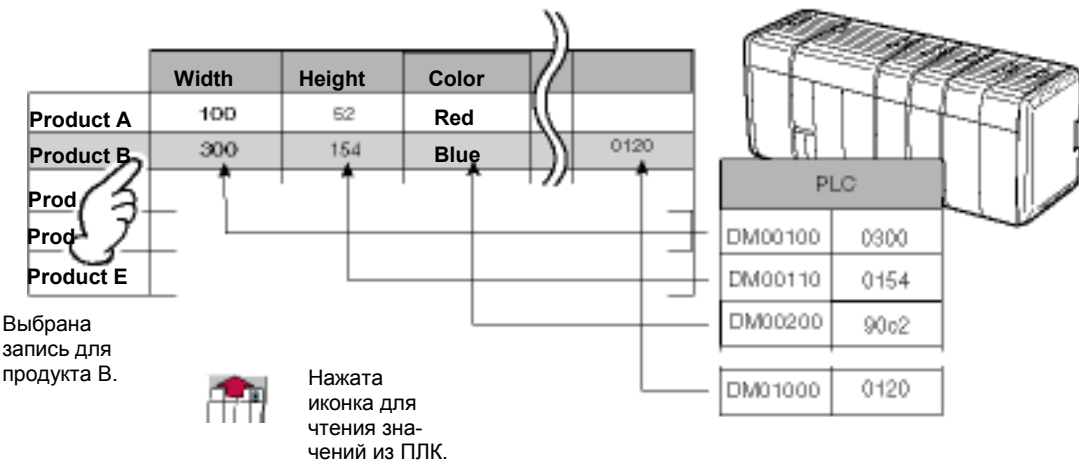 Width Height Color
Product A 100 52 Red
Product B 300 154 Blue 0120
Prod
Prod
Product E
PLC
DM00100 0300
DM00110 0154
DM00200 90c2
DM01000 0120
Выбрана
запись для
продукта В.
Нажата
иконка для
чтения зна-
чений из ПЛК.